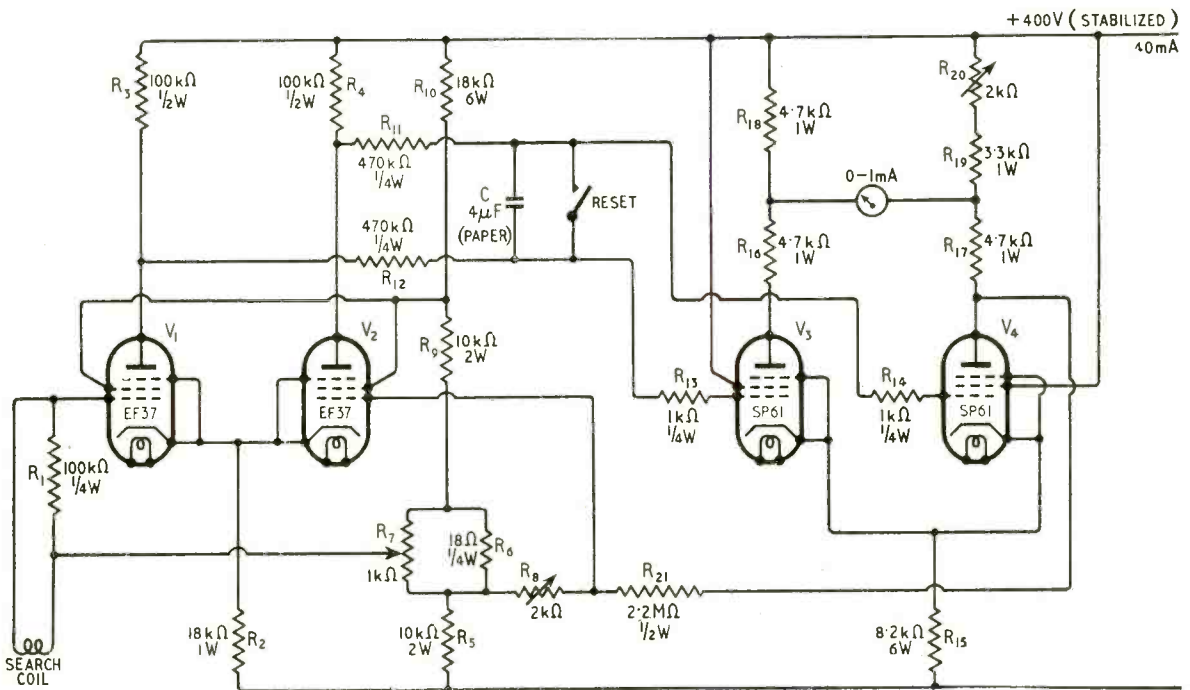 +400V (STABILIZED)
40mA
R3
100kΩ
1/2W
100kΩ
1/2W
R4
R10
18kΩ
6W
R11
470kΩ
1/4W
470kΩ
1/4W
R12
C
4μF
(PAPER)
RESET
R18
4·7kΩ
1W
R20
2kΩ
R19
3·3kΩ
1W
0-1mA
R16
4·7kΩ
1W
R17
4·7kΩ
1W
V1
V2
R9
10kΩ
2W
V3
V4
EF37
EF37
R13
1kΩ
1/4W
SP61
R14
1kΩ
1/4W
SP61
R1
100kΩ
1/4W
R7
1kΩ
18Ω
1/4W
R6
R8
2kΩ
R21
2·2MΩ
1/2W
18kΩ
1W
R2
10kΩ
2W
R5
8·2kΩ
6W
R15
SEARCH
COIL